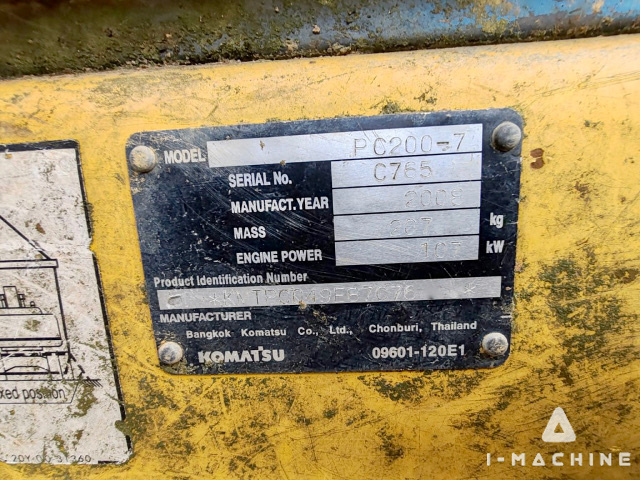 MODEL PC200-7
SERIAL No. C765
MANUFACT.YEAR
MASS kg
ENGINE POWER kW
Product Identification Number
MANUFACTURER
Bangkok Komatsu Co., Ltd., Chonburi, Thailand
KOMATSU 09601-120E1
position
I-MACHINE